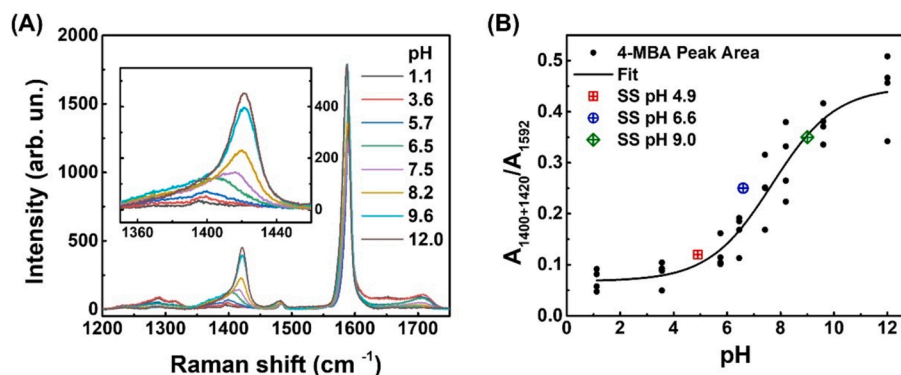 (A)
Intensity (arb. un.)
2000
1750
1500
1250
1000
750
500
250
0
1200 1300 1400 1500 1600 1700
Raman shift (cm -1)
1360 1400 1440
400
200
0
pH
1.1
3.6
5.7
6.5
7.5
8.2
9.6
12.0
(B)
A1400+1420/A1592
0.5
0.4
0.3
0.2
0.1
0.0
0 2 4 6 8 10 12
pH
4-MBA Peak Area
Fit
SS pH 4.9
SS pH 6.6
SS pH 9.0